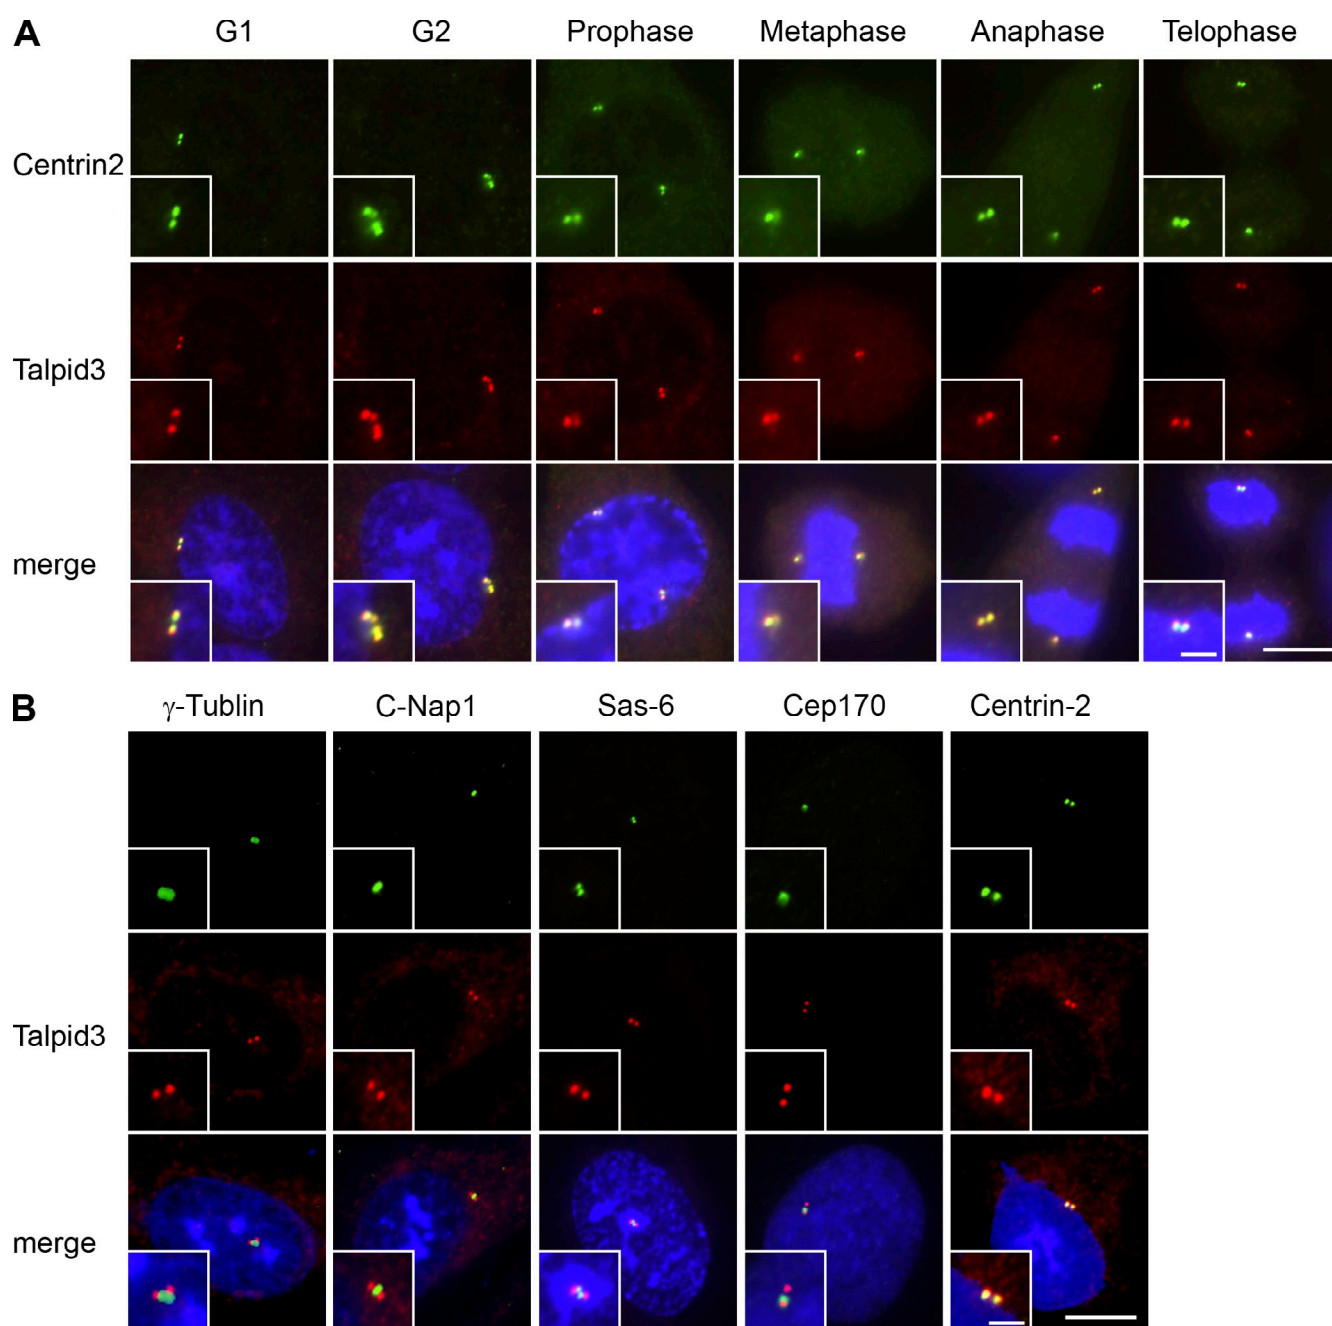 A G1 G2 Prophase Metaphase Anaphase Telophase
Centrin2
Talpid3
merge
B γ-Tublin C-Nap1 Sas-6 Cep170 Centrin-2
Talpid3
merge